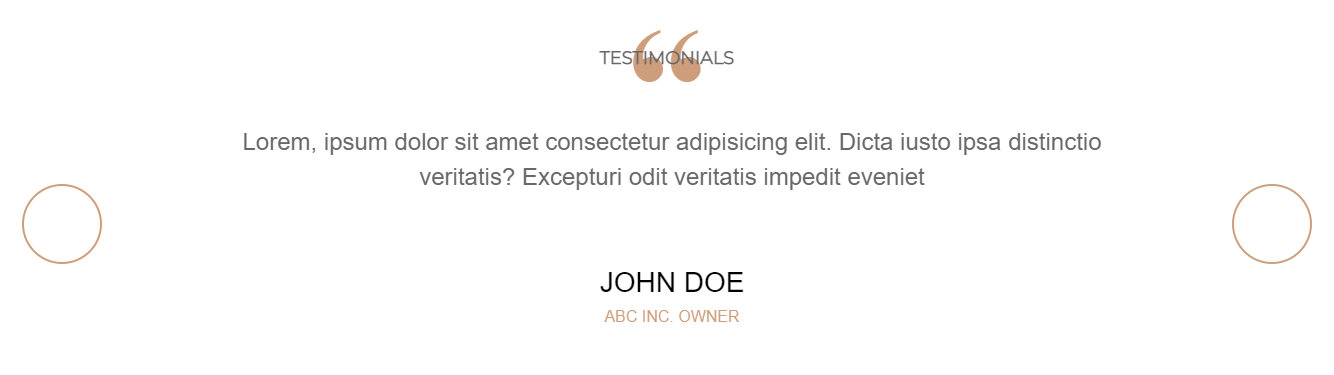 TESTIMONIALS
Lorem, ipsum dolor sit amet consectetur adipisicing elit. Dicta iusto ipsa distinctio
veritatis? Excepturi odit veritatis impedit eveniet
JOHN DOE
ABC INC. OWNER